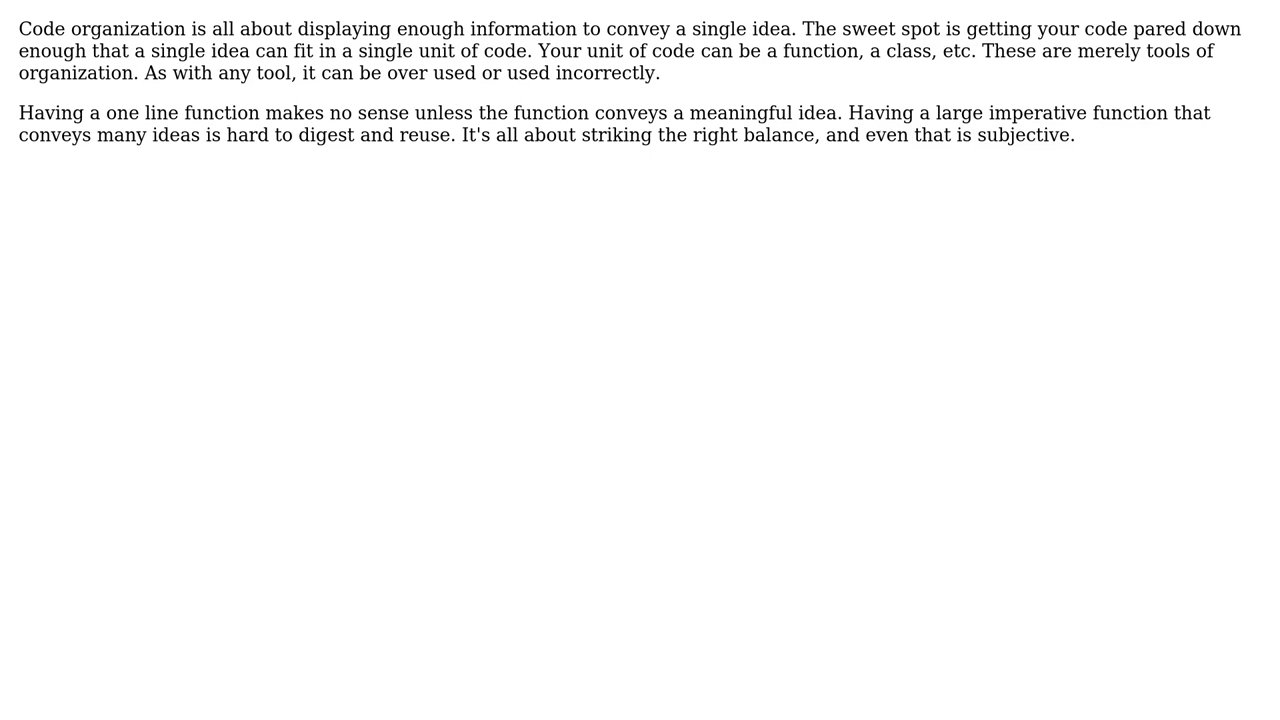 Code organization is all about displaying enough information to convey a single idea. The sweet spot is getting your code pared down
enough that a single idea can fit in a single unit of code. Your unit of code can be a function, a class, etc. These are merely tools of
organization. As with any tool, it can be over used or used incorrectly.
Having a one line function makes no sense unless the function conveys a meaningful idea. Having a large imperative function that
conveys many ideas is hard to digest and reuse. It's all about striking the right balance, and even that is subjective.